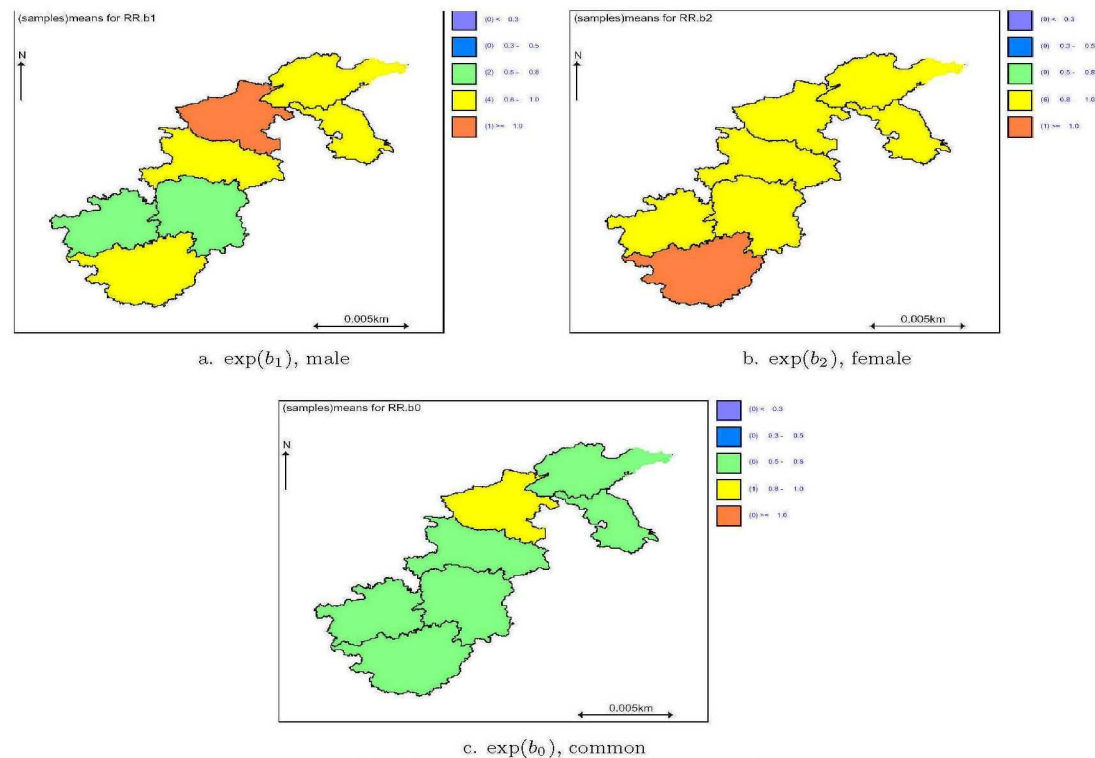 (samples)means for RR.b1
(0) < 0.3
(0) 0.3 - 0.5
(2) 0.5 - 0.8
(4) 0.8 - 1.0
(1) >= 1.0
N
0.005km
a. exp(b₁), male
(samples)means for RR.b2
(0) < 0.3
(0) 0.3 - 0.5
(0) 0.5 - 0.8
(6) 0.8 - 1.0
(1) >= 1.0
N
0.005km
b. exp(b₂), female
(samples)means for RR.b0
(0) < 0.3
(0) 0.3 - 0.5
(6) 0.5 - 0.8
(1) 0.8 - 1.0
(0) >= 1.0
N
0.005km
c. exp(b₀), common